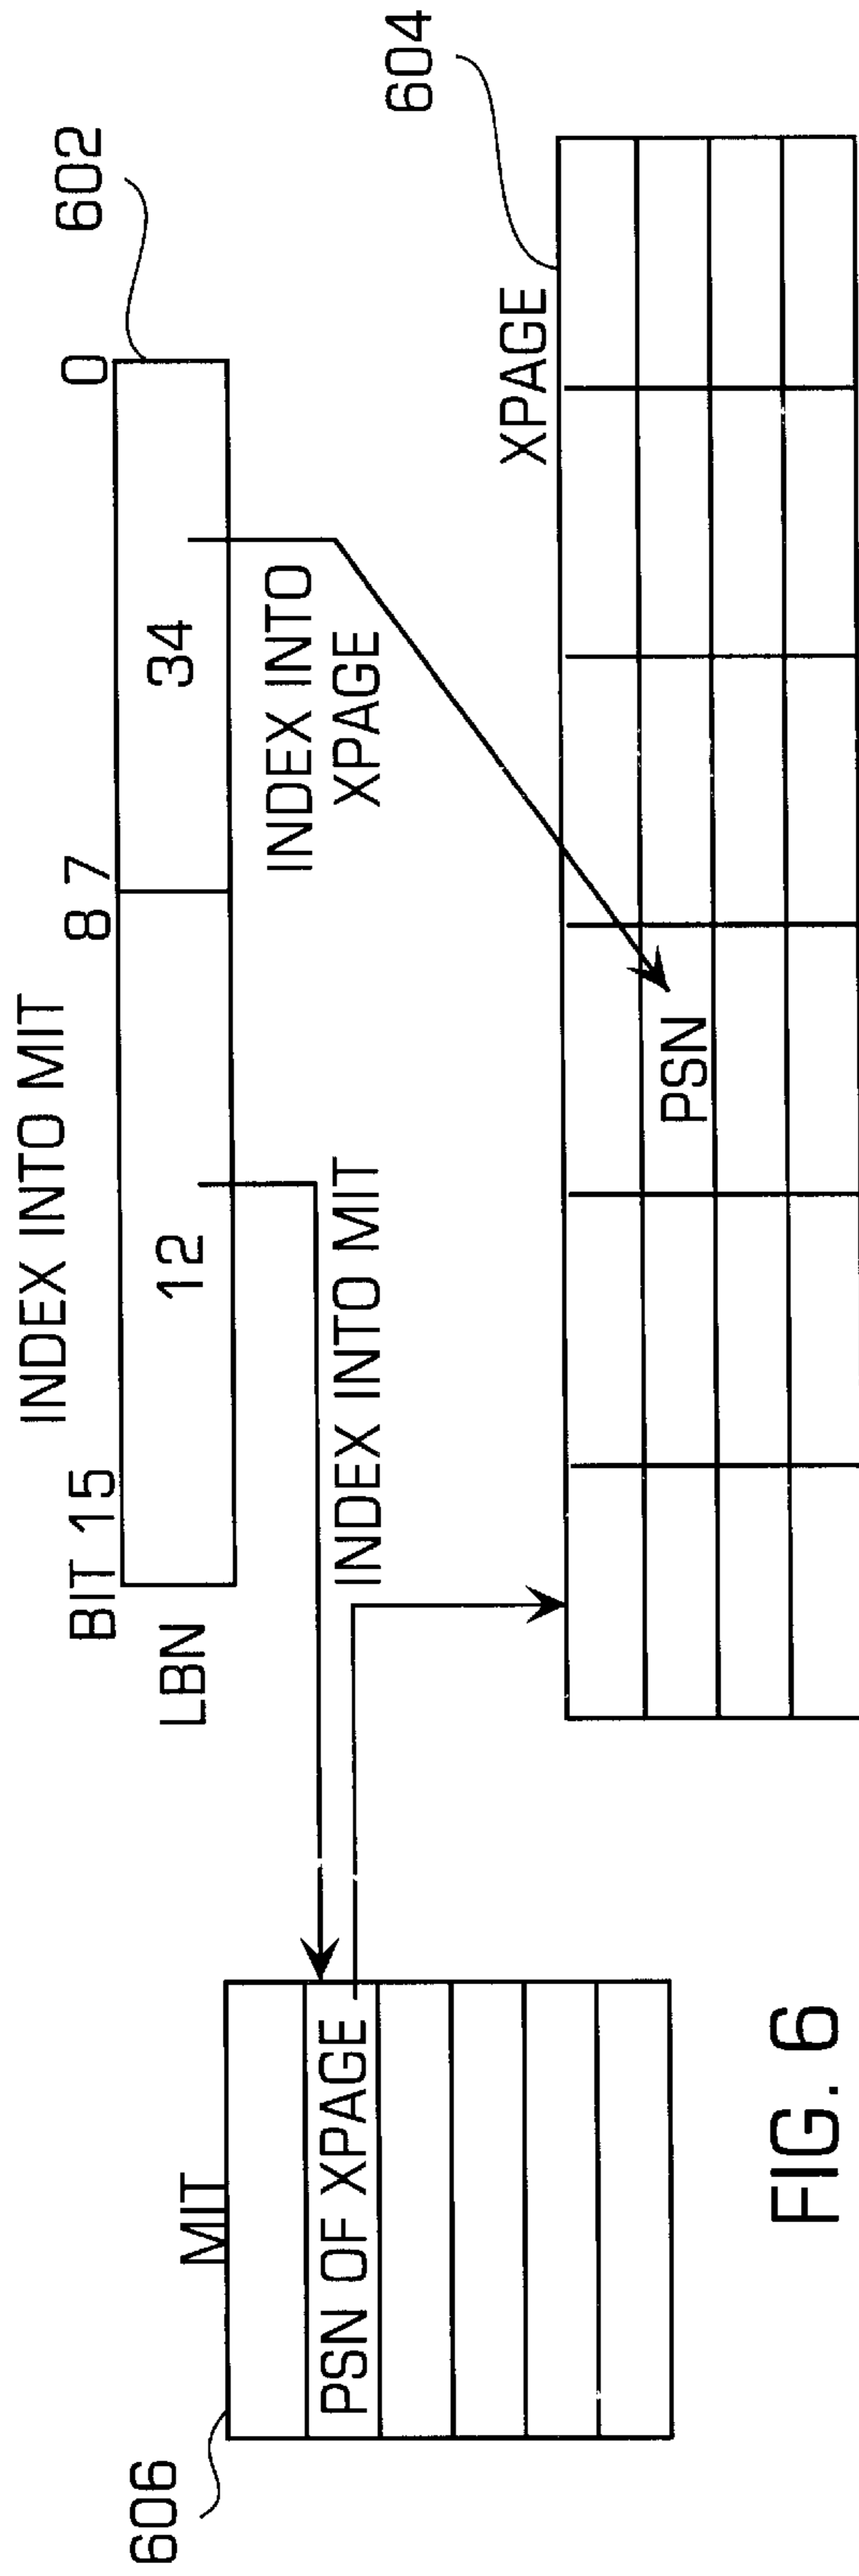 INDEX INTO MIT
BIT 15
8 7
0
602
LBN
12
34
INDEX INTO MIT
INDEX INTO
XPAGE
606
MIT
PSN OF XPAGE
XPAGE
604
PSN
FIG. 6